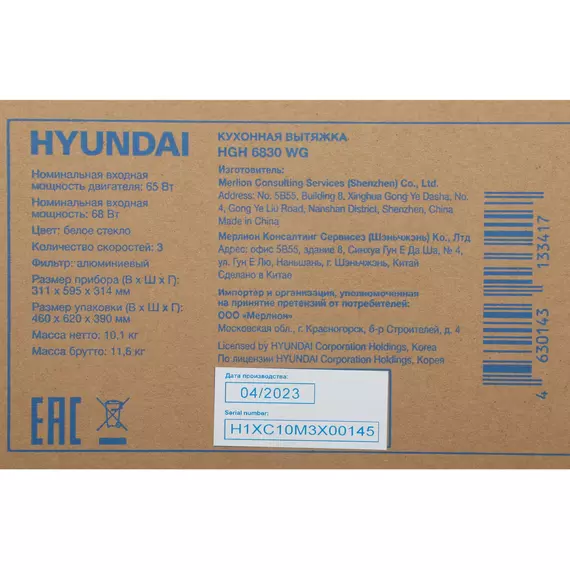 HYUNDAI
Номинальная входная
мощность двигателя: 65 Вт
Номинальное входная
мощность: 68 Вт
Цвет: белое стекло
Количество скоростей: 3
Фильтр: алюминиевый
Размер прибора (В х Ш х Г):
311 х 595 х 314 мм
Размер упаковки (В х Ш х Г):
460 х 620 х 390 мм
Масса нетто: 10,1 кг
Масса брутто: 11,6 кг
EAC
КУХОННАЯ ВЫТЯЖКА
HGH 6830 WG
Изготовитель:
Merlion Consulting Services (Shenzhen) Co., Ltd.
Address: No. 5B55, Building 8, Xinghua Gong Ye Dasha, No.
4, Gong Ye Liu Road, Nanshan District, Shenzhen, China
Made in China
Мерлион Консалтинг Сервисез (Шэньчжэнь) Ко., Лтд
Адрес: офис 5B55, здание 8, Синхуа Гун Е Да Ша, № 4,
ул. Гун Е Лю, Наньшань, г. Шэньчжэнь, Китай
Сделано в Китае
Импортер и организация, уполномоченная
на принятие претензий от потребителей:
ООО «Мерлион»
Московская обл., г. Красногорск, б-р Строителей, д. 4
Licensed by HYUNDAI Corporation Holdings, Korea
По лицензии HYUNDAI Corporation Holdings, Корея
Дата производства:
04/2023
Serial number:
H1XC10M3X00145
4 630143 133417